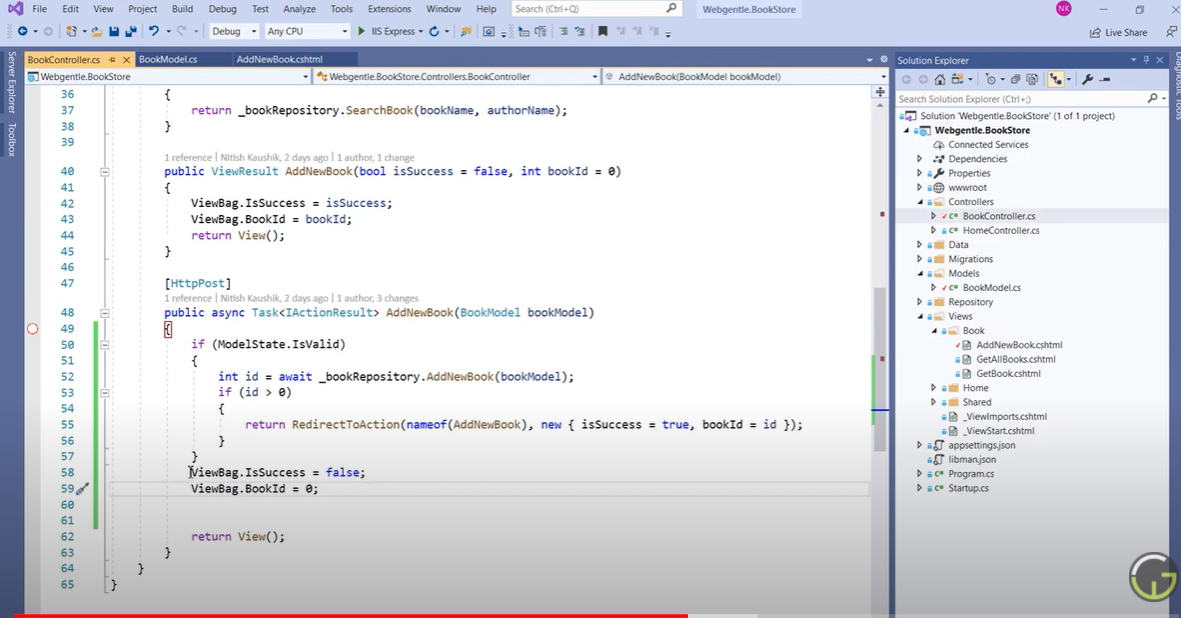 File Edit View Project Build Debug Test Analyze Tools Extensions Window Help Search (Ctrl+Q) Webgentle.BookStore NK
Debug Any CPU IIS Express Live Share
Server Explorer
Toolbox
BookController.cs BookModel.cs AddNewBook.cshtml
Webgentle.BookStore Webgentle.BookStore.Controllers.BookController AddNewBook(BookModel bookModel)
36 {
37 return _bookRepository.SearchBook(bookName, authorName);
38 }
39
1 reference | Nitish Kaushik, 2 days ago | 1 author, 1 change
40 public ViewResult AddNewBook(bool isSuccess = false, int bookId = 0)
41 {
42 ViewBag.IsSuccess = isSuccess;
43 ViewBag.BookId = bookId;
44 return View();
45 }
46
47 [HttpPost]
1 reference | Nitish Kaushik, 2 days ago | 1 author, 3 changes
48 public async Task<IActionResult> AddNewBook(BookModel bookModel)
49 {
50 if (ModelState.IsValid)
51 {
52 int id = await _bookRepository.AddNewBook(bookModel);
53 if (id > 0)
54 {
55 return RedirectToAction(nameof(AddNewBook), new { isSuccess = true, bookId = id });
56 }
57 }
58 ViewBag.IsSuccess = false;
59 ViewBag.BookId = 0;
60
61
62 return View();
63 }
64 }
65 }
Solution Explorer
Search Solution Explorer (Ctrl+;)
Solution 'Webgentle.BookStore' (1 of 1 project)
Webgentle.BookStore
Connected Services
Dependencies
Properties
wwwroot
Controllers
BookController.cs
HomeController.cs
Data
Migrations
Models
BookModel.cs
Repository
Views
Book
AddNewBook.cshtml
GetAllBooks.cshtml
GetBook.cshtml
Home
Shared
_ViewImports.cshtml
_ViewStart.cshtml
appsettings.json
libman.json
Program.cs
Startup.cs
Diagnostic Tools